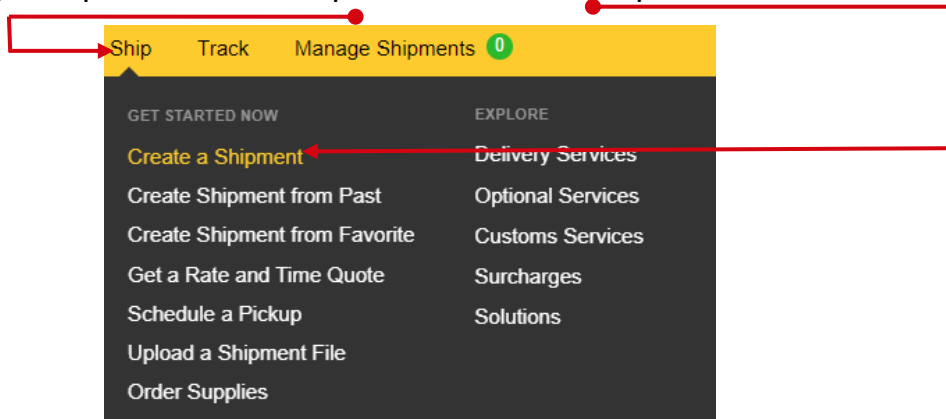 Ship Track Manage Shipments 0
GET STARTED NOW
Create a Shipment
Create Shipment from Past
Create Shipment from Favorite
Get a Rate and Time Quote
Schedule a Pickup
Upload a Shipment File
Order Supplies
EXPLORE
Delivery Services
Optional Services
Customs Services
Surcharges
Solutions